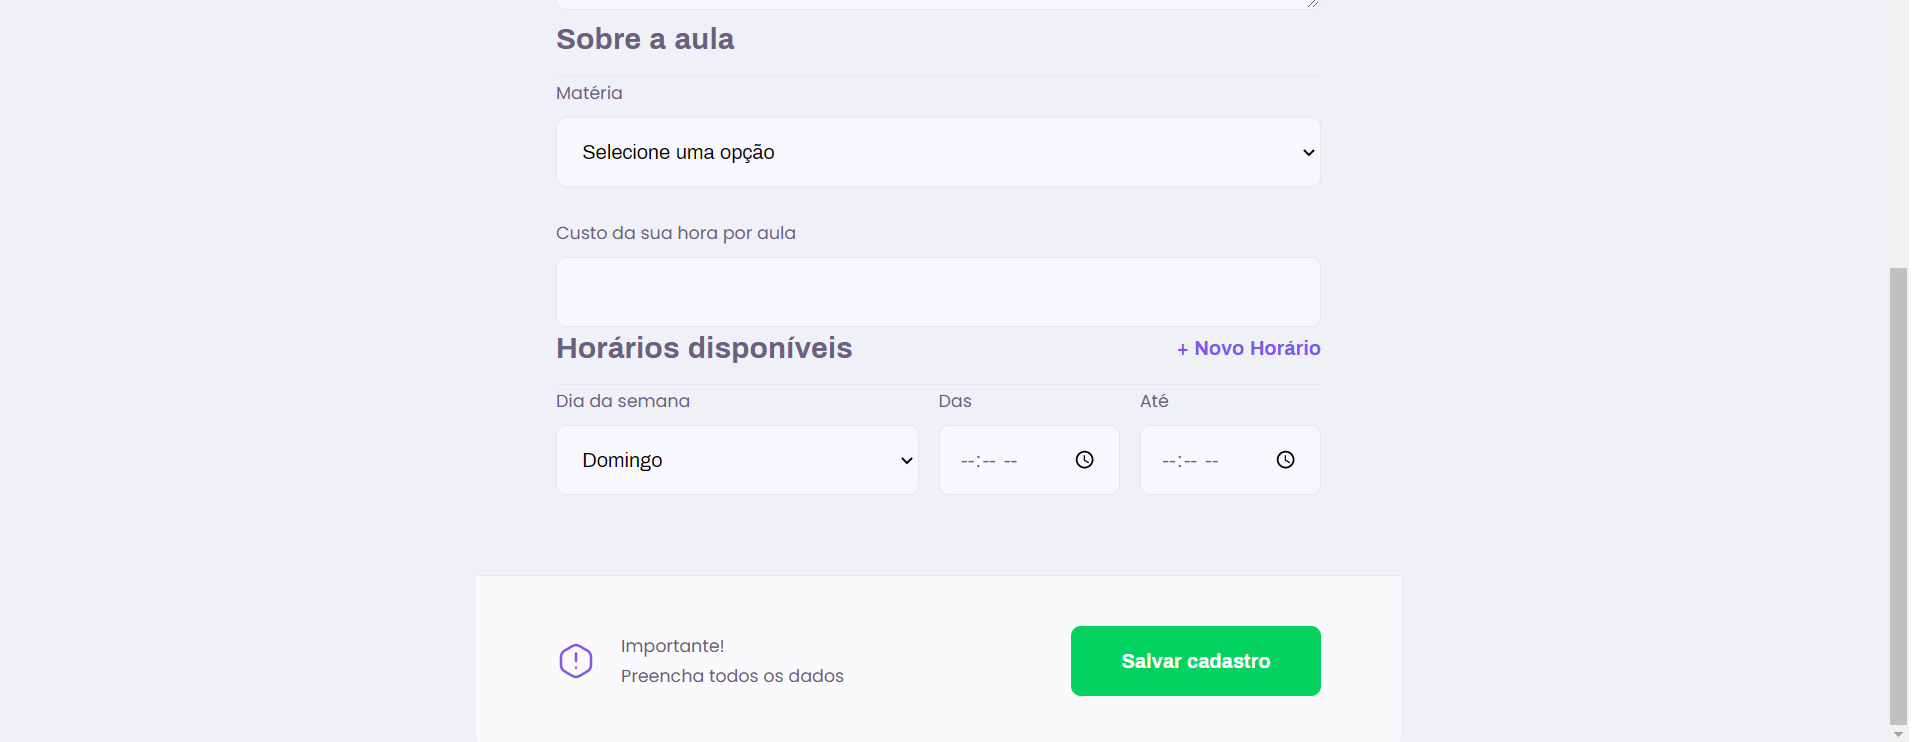 Sobre a aula
Matéria
Selecione uma opção
Custo da sua hora por aula
Horários disponíveis
+ Novo Horário
Dia da semana
Das
Até
Domingo
--:-- --
--:-- --
Importante!
Preencha todos os dados
Salvar cadastro